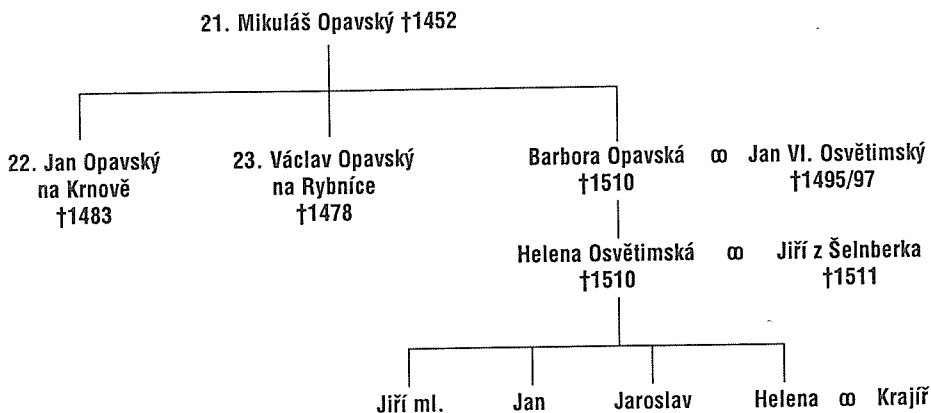 21. Mikuláš Opavský †1452
22. Jan Opavský
na Krnově
†1483
23. Václav Opavský
na Rybníce
†1478
Barbora Opavská ꝏ Jan VI. Osvětimský
†1510 †1495/97
Helena Osvětimská ꝏ Jiří z Šelnberka
†1510 †1511
Jiří ml. Jan Jaroslav Helena ꝏ Krajíř